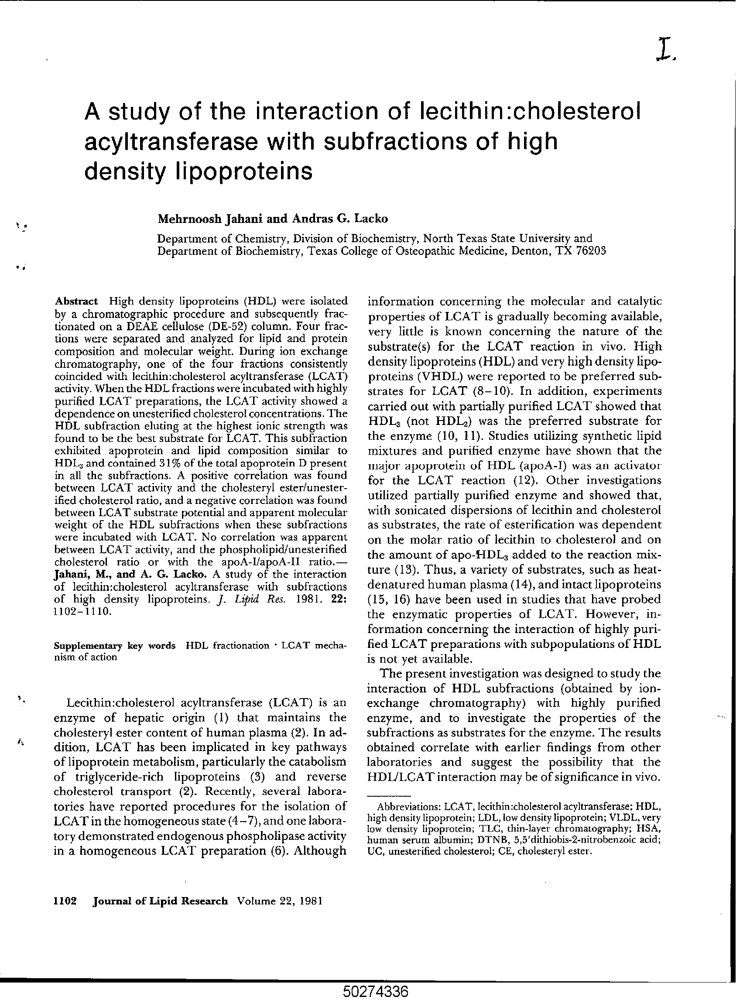 I.
A study of the interaction of lecithin:cholesterol
acyltransferase with subfractions of high
density lipoproteins
Mehrnoosh Jahani and Andras G. Lacko
Department of Chemistry, Division of Biochemistry, North Texas State University and
Department of Biochemistry, Texas College of Osteopathic Medicine, Denton, TX 76203
Abstract High density lipoproteins (HDL) were isolated
by a chromatographic procedure and subsequently frac-
tionated on a DEAE cellulose (DE-52) column. Four frac-
tions were separated and analyzed for lipid and protein
composition and molecular weight. During ion exchange
chromatography, one of the four fractions consistently
coincided with lecithin:cholesterol acyltransferase (LCAT)
activity. When the HDL fractions were incubated with highly
purified LCAT preparations, the LCAT activity showed a
dependence on unesterified cholesterol concentrations. The
HDL subfraction eluting at the highest ionic strength was
found to be the best substrate for LCAT. This subfraction
exhibited apoprotein and lipid composition similar to
HDL₃ and contained 31% of the total apoprotein D present
in all the subfractions. A positive correlation was found
between LCAT activity and the cholesteryl ester/unester-
ified cholesterol ratio, and a negative correlation was found
between LCAT substrate potential and apparent molecular
weight of the HDL subfractions when these subfractions
were incubated with LCAT. No correlation was apparent
between LCAT activity, and the phospholipid/unesterified
cholesterol ratio or with the apoA-I/apoA-II ratio.—
Jahani, M., and A. G. Lacko. A study of the interaction
of lecithin:cholesterol acyltransferase with subfractions
of high density lipoproteins. J. Lipid Res. 1981. 22:
1102–1110.
Supplementary key words HDL fractionation · LCAT mecha-
nism of action
Lecithin:cholesterol acyltransferase (LCAT) is an
enzyme of hepatic origin (1) that maintains the
cholesteryl ester content of human plasma (2). In ad-
dition, LCAT has been implicated in key pathways
of lipoprotein metabolism, particularly the catabolism
of triglyceride-rich lipoproteins (3) and reverse
cholesterol transport (2). Recently, several labora-
tories have reported procedures for the isolation of
LCAT in the homogeneous state (4–7), and one labora-
tory demonstrated endogenous phospholipase activity
in a homogeneous LCAT preparation (6). Although
information concerning the molecular and catalytic
properties of LCAT is gradually becoming available,
very little is known concerning the nature of the
substrate(s) for the LCAT reaction in vivo. High
density lipoproteins (HDL) and very high density lipo-
proteins (VHDL) were reported to be preferred sub-
strates for LCAT (8–10). In addition, experiments
carried out with partially purified LCAT showed that
HDL₃ (not HDL₂) was the preferred substrate for
the enzyme (10, 11). Studies utilizing synthetic lipid
mixtures and purified enzyme have shown that the
major apoprotein of HDL (apoA-I) was an activator
for the LCAT reaction (12). Other investigations
utilized partially purified enzyme and showed that,
with sonicated dispersions of lecithin and cholesterol
as substrates, the rate of esterification was dependent
on the molar ratio of lecithin to cholesterol and on
the amount of apo-HDL₃ added to the reaction mix-
ture (13). Thus, a variety of substrates, such as heat-
denatured human plasma (14), and intact lipoproteins
(15, 16) have been used in studies that have probed
the enzymatic properties of LCAT. However, in-
formation concerning the interaction of highly puri-
fied LCAT preparations with subpopulations of HDL
is not yet available.
The present investigation was designed to study the
interaction of HDL subfractions (obtained by ion-
exchange chromatography) with highly purified
enzyme, and to investigate the properties of the
subfractions as substrates for the enzyme. The results
obtained correlate with earlier findings from other
laboratories and suggest the possibility that the
HDL/LCAT interaction may be of significance in vivo.
Abbreviations: LCAT, lecithin:cholesterol acyltransferase; HDL,
high density lipoprotein; LDL, low density lipoprotein; VLDL, very
low density lipoprotein; TLC, thin-layer chromatography; HSA,
human serum albumin; DTNB, 5,5'dithiobis-2-nitrobenzoic acid;
UC, unesterified cholesterol; CE, cholesteryl ester.
1102 Journal of Lipid Research Volume 22, 1981
50274336